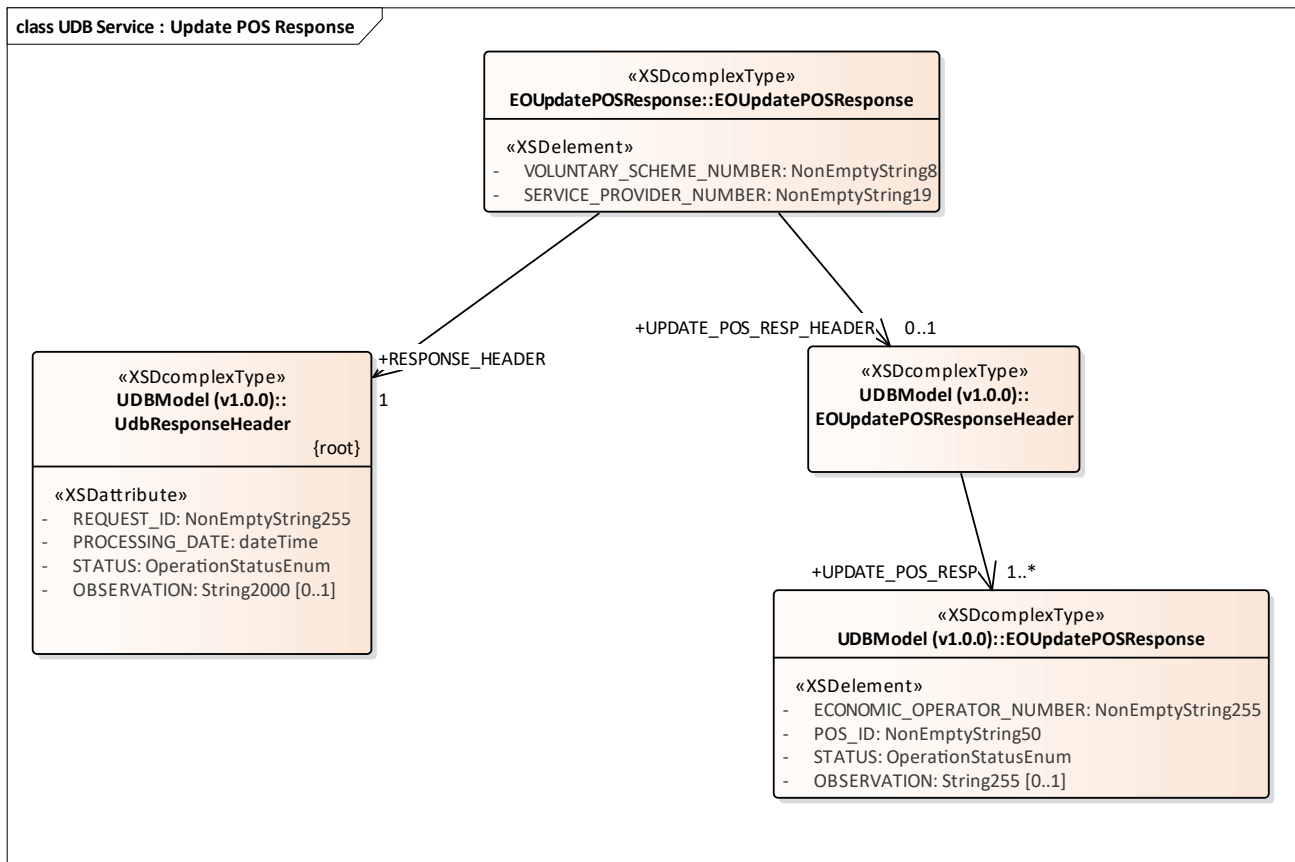 class UDB Service : Update POS Response
«XSDcomplexType»
EOUpdatePOSResponse::EOUpdatePOSResponse
«XSDelement»
- VOLUNTARY_SCHEME_NUMBER: NonEmptyString8
- SERVICE_PROVIDER_NUMBER: NonEmptyString19
+UPDATE_POS_RESP_HEADER 0..1
+RESPONSE_HEADER
1
«XSDcomplexType»
UDBModel (v1.0.0)::
UdbResponseHeader
{root}
«XSDattribute»
- REQUEST_ID: NonEmptyString255
- PROCESSING_DATE: dateTime
- STATUS: OperationStatusEnum
- OBSERVATION: String2000 [0..1]
«XSDcomplexType»
UDBModel (v1.0.0)::
EOUpdatePOSResponseHeader
+UPDATE_POS_RESP 1..*
«XSDcomplexType»
UDBModel (v1.0.0)::EOUpdatePOSResponse
«XSDelement»
- ECONOMIC_OPERATOR_NUMBER: NonEmptyString255
- POS_ID: NonEmptyString50
- STATUS: OperationStatusEnum
- OBSERVATION: String255 [0..1]